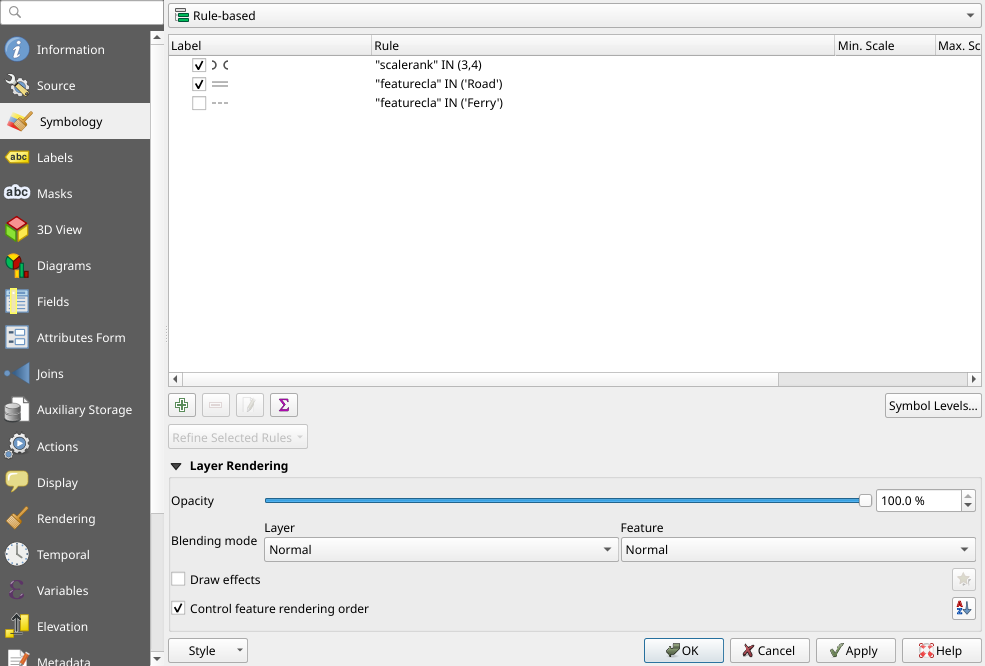 Rule-based
Information
Source
Symbology
abc Labels
abc Masks
3D View
Diagrams
Fields
Attributes Form
Joins
Auxiliary Storage
Actions
Display
Rendering
Temporal
Variables
Elevation
Metadata
Label Rule Min. Scale Max. Sc
"scalerank" IN (3,4)
"featurecla" IN ('Road')
"featurecla" IN ('Ferry')
Symbol Levels...
Refine Selected Rules
Layer Rendering
Opacity 100.0 %
Layer Feature
Blending mode Normal Normal
Draw effects
Control feature rendering order
Style OK Cancel Apply Help